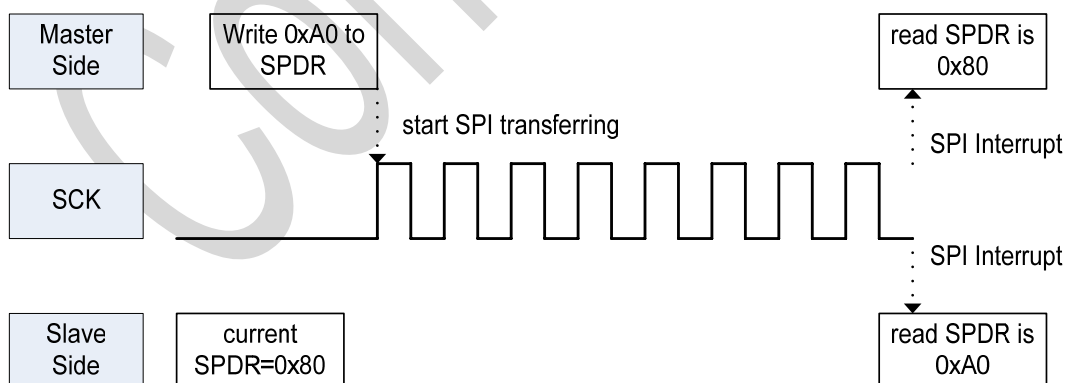 Master
Side
Write 0xA0 to
SPDR
read SPDR is
0x80
start SPI transferring
SPI Interrupt
SCK
SPI Interrupt
Slave
Side
current
SPDR=0x80
read SPDR is
0xA0